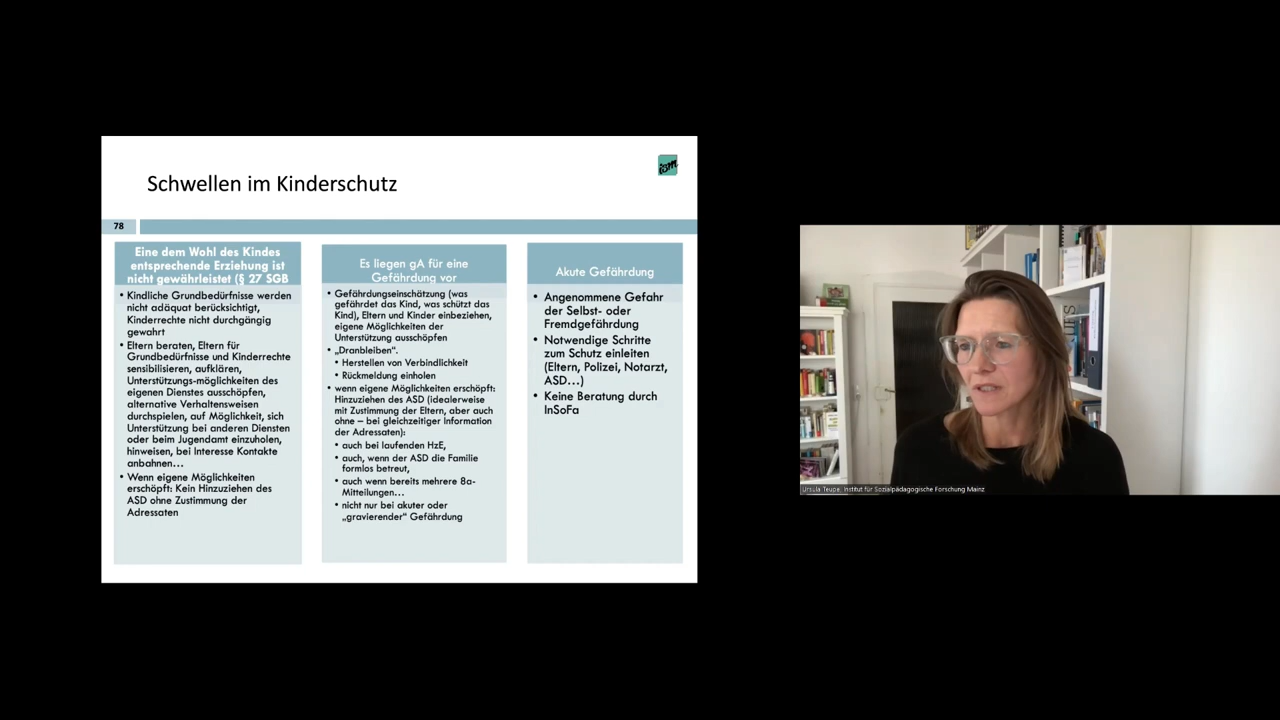 ism
Schwellen im Kinderschutz
78
Eine dem Wohl des Kindes
entsprechende Erziehung ist
nicht gewährleistet (§ 27 SGB
• Kindliche Grundbedürfnisse werden
nicht adäquat berücksichtigt,
Kinderrechte nicht durchgängig
gewahrt
• Eltern beraten, Eltern für
Grundbedürfnisse und Kinderrechte
sensibilisieren, aufklären,
Unterstützungs-möglichkeiten des
eigenen Dienstes ausschöpfen,
alternative Verhaltensweisen
durchspielen, auf Möglichkeit, sich
Unterstützung bei anderen Diensten
oder beim Jugendamt einzuholen,
hinweisen, bei Interesse Kontakte
anbahnen…
• Wenn eigene Möglichkeiten
erschöpft: Kein Hinzuziehen des
ASD ohne Zustimmung der
Adressaten
Es liegen gA für eine
Gefährdung vor
• Gefährdungseinschätzung (was
gefährdet das Kind, was schützt das
Kind), Eltern und Kinder einbeziehen,
eigene Möglichkeiten der
Unterstützung ausschöpfen
• „Dranbleiben“.
• Herstellen von Verbindlichkeit
• Rückmeldung einholen
• wenn eigene Möglichkeiten erschöpft:
Hinzuziehen des ASD (idealerweise
mit Zustimmung der Eltern, aber auch
ohne – bei gleichzeitiger Information
der Adressaten):
• auch bei laufenden HzE,
• auch, wenn der ASD die Familie
formlos betreut,
• auch wenn bereits mehrere 8a-
Mitteilungen…
• nicht nur bei akuter oder
„gravierender“ Gefährdung
Akute Gefährdung
• Angenommene Gefahr
der Selbst- oder
Fremdgefährdung
• Notwendige Schritte
zum Schutz einleiten
(Eltern, Polizei, Notarzt,
ASD…)
• Keine Beratung durch
InSoFa
Ursula Teupe, Institut für Sozialpädagogische Forschung Mainz